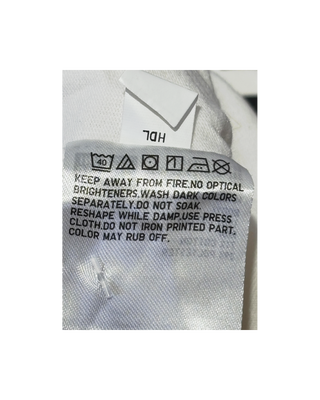 HDL
40
KEEP AWAY FROM FIRE.NO OPTICAL
BRIGHTENERS.WASH DARK COLORS
SEPARATELY.DO NOT SOAK.
RESHAPE WHILE DAMP.USE PRESS
CLOTH.DO NOT IRON PRINTED PART.
COLOR MAY RUB OFF.